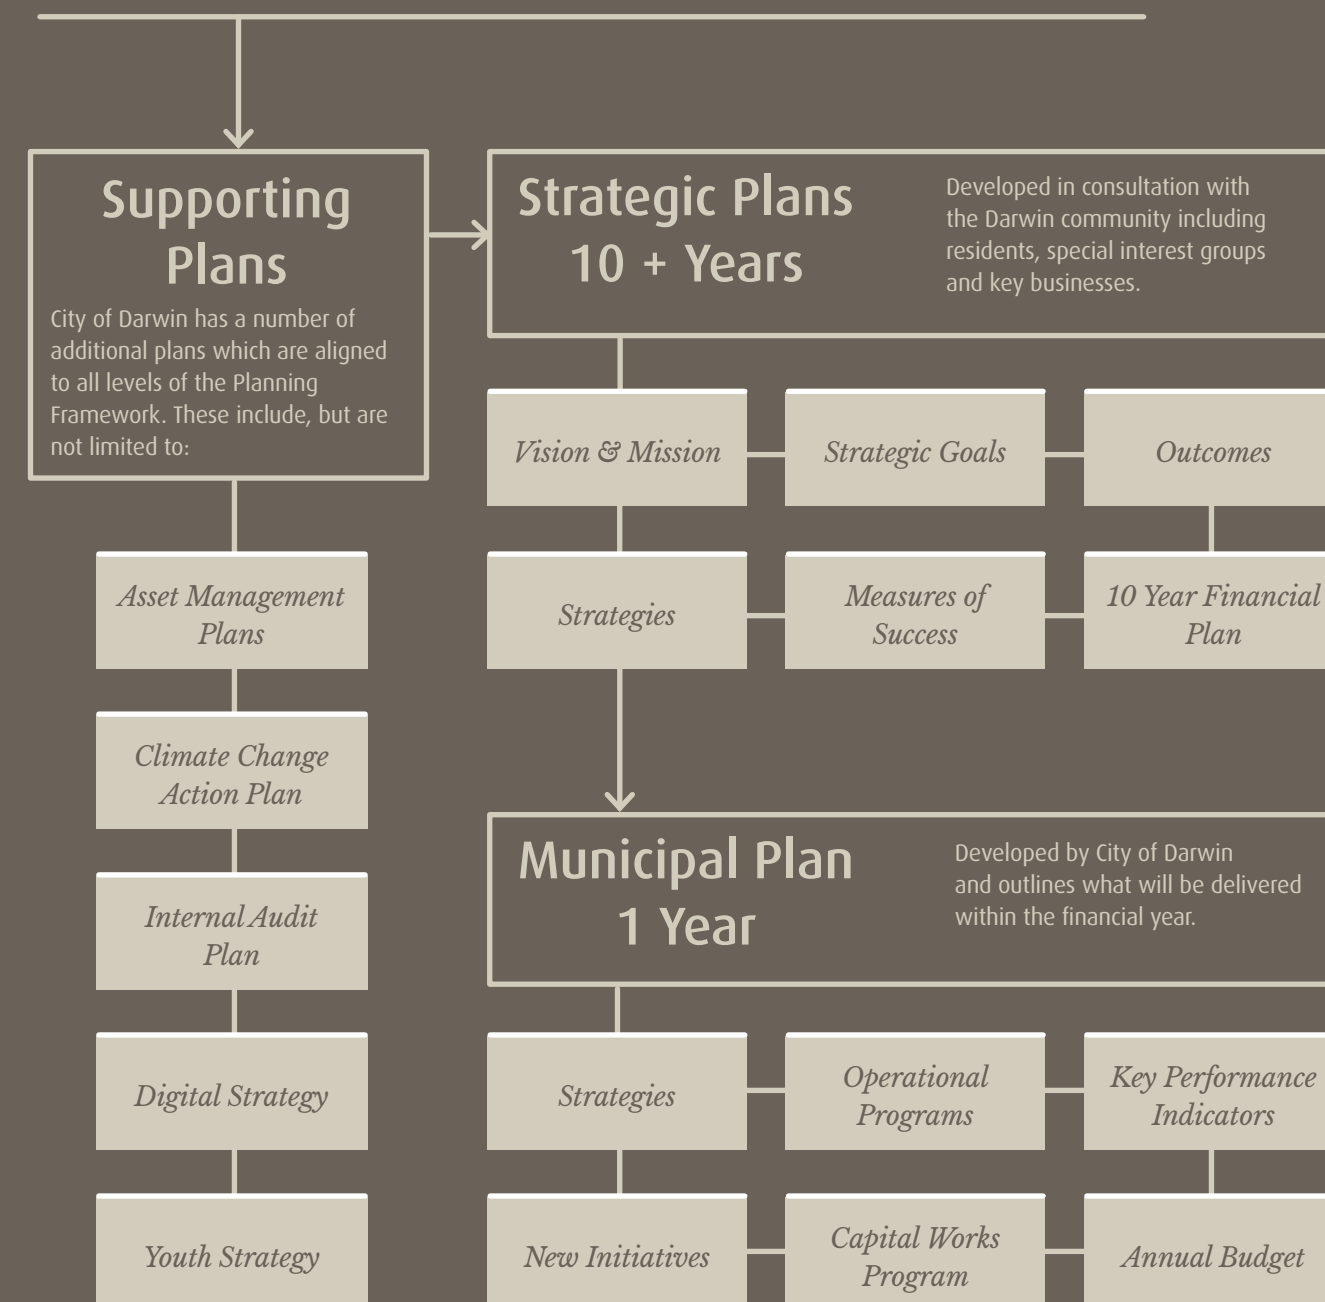 Supporting
Plans
City of Darwin has a number of
additional plans which are aligned
to all levels of the Planning
Framework. These include, but are
not limited to:
Asset Management
Plans
Climate Change
Action Plan
Internal Audit
Plan
Digital Strategy
Youth Strategy
Strategic Plans
10 + Years
Developed in consultation with
the Darwin community including
residents, special interest groups
and key businesses.
Vision & Mission
Strategic Goals
Outcomes
Strategies
Measures of
Success
10 Year Financial
Plan
Municipal Plan
1 Year
Developed by City of Darwin
and outlines what will be delivered
within the financial year.
Strategies
Operational
Programs
Key Performance
Indicators
New Initiatives
Capital Works
Program
Annual Budget